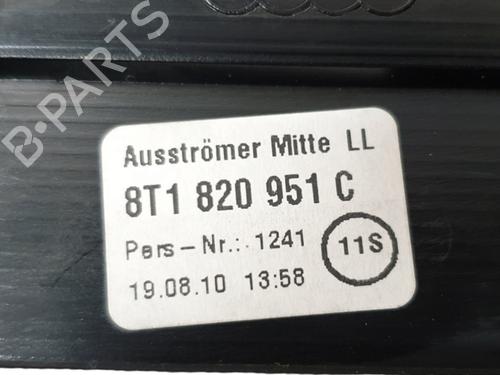 B-PARTS
Ausströmer Mitte LL
8T1 820 951 C
Pers-Nr.: 1241
11S
19.08.10 13:58